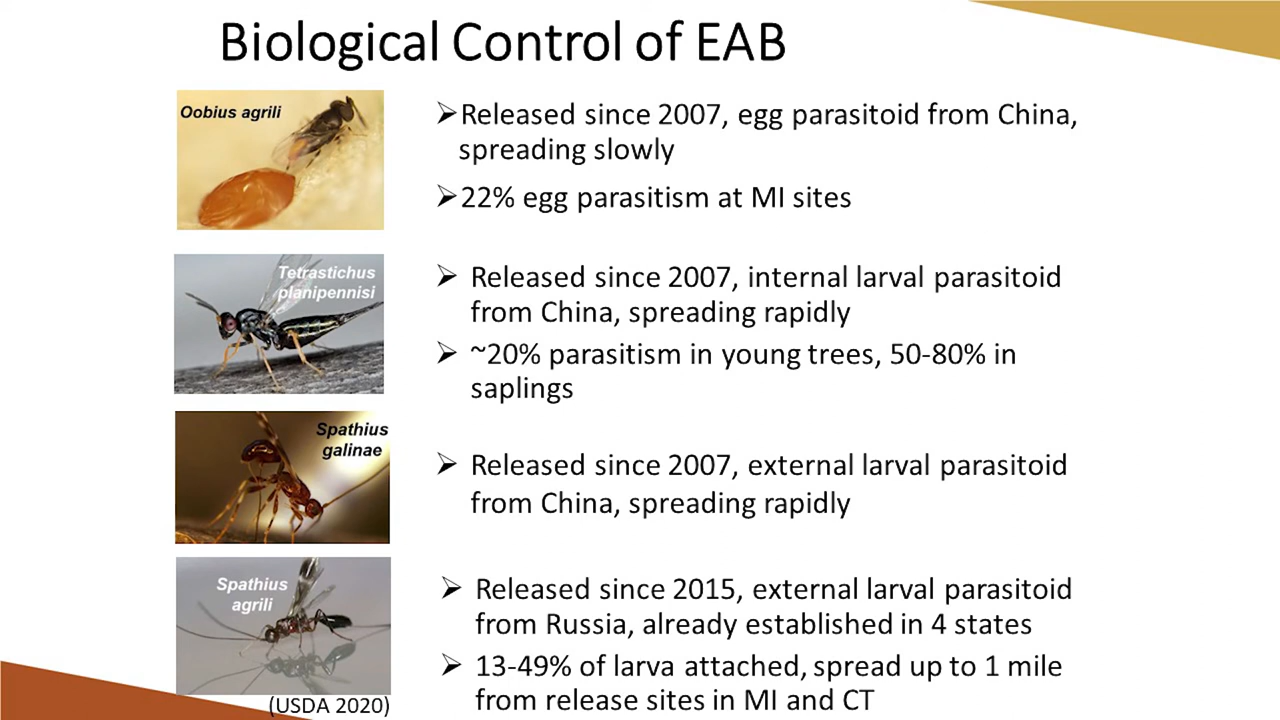 Biological Control of EAB
Oobius agrili
➢Released since 2007, egg parasitoid from China,
spreading slowly
➢22% egg parasitism at MI sites
Tetrastichus
planipennisi
➢ Released since 2007, internal larval parasitoid
from China, spreading rapidly
➢ ~20% parasitism in young trees, 50-80% in
saplings
Spathius
galinae
➢ Released since 2007, external larval parasitoid
from China, spreading rapidly
Spathius
agrili
➢ Released since 2015, external larval parasitoid
from Russia, already established in 4 states
➢ 13-49% of larva attached, spread up to 1 mile
from release sites in MI and CT
(USDA 2020)